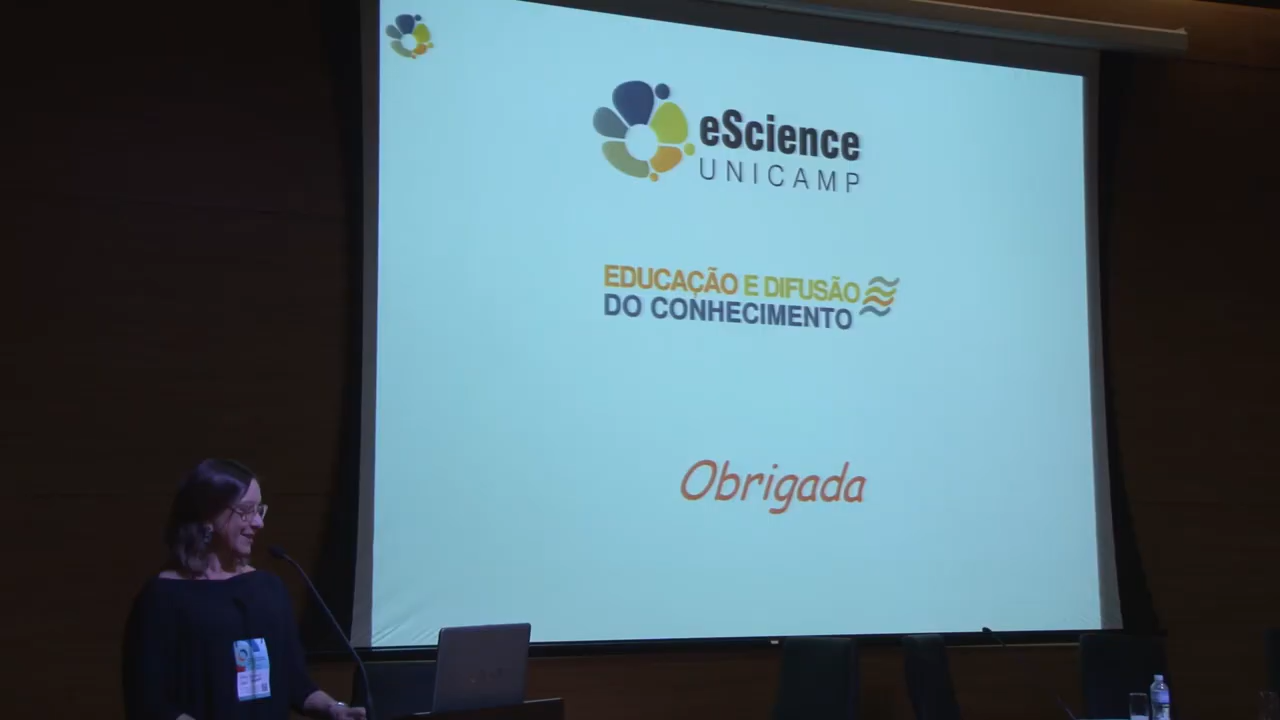 eScience
UNICAMP
EDUCAÇÃO E DIFUSÃO
DO CONHECIMENTO
Obrigada